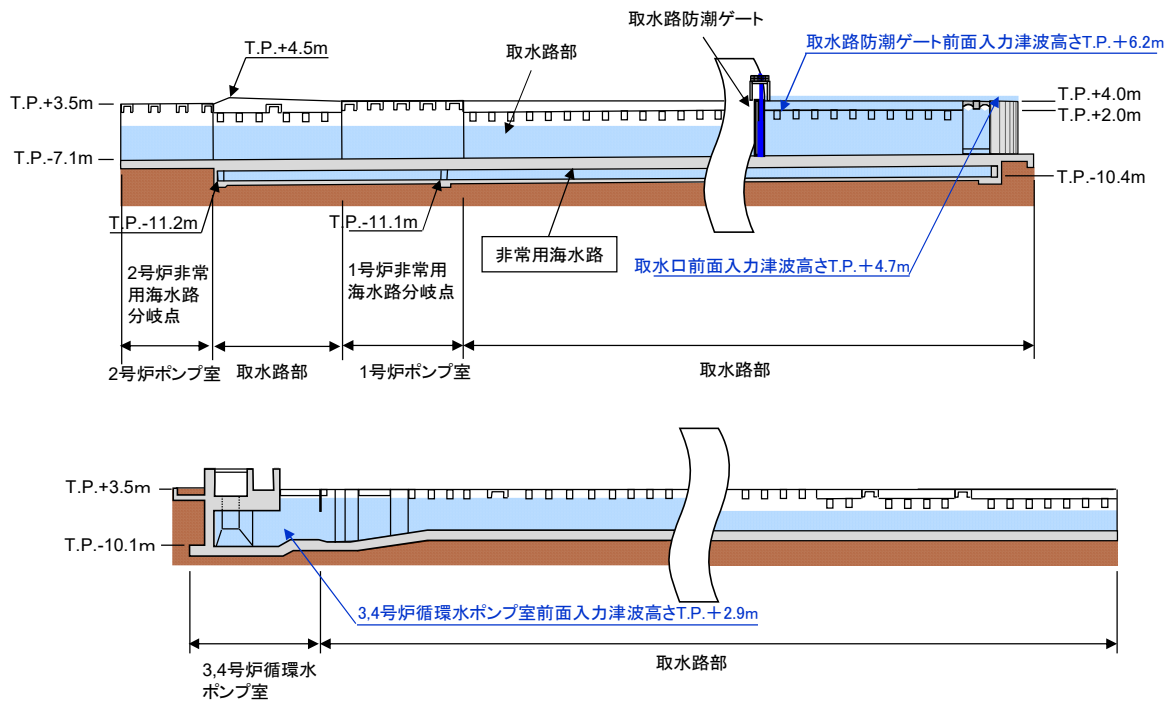 取水路防潮ゲート
T.P.+4.5m
取水路部
取水路防潮ゲート前面入力津波高さT.P.+6.2m
T.P.+3.5m
T.P.+4.0m
T.P.+2.0m
T.P.-7.1m
T.P.-10.4m
T.P.-11.2m
T.P.-11.1m
非常用海水路
取水口前面入力津波高さT.P.+4.7m
2号炉非常
用海水路
分岐点
1号炉非常用
海水路分岐点
2号炉ポンプ室
取水路部
1号炉ポンプ室
取水路部
T.P.+3.5m
T.P.-10.1m
3,4号炉循環水ポンプ室前面入力津波高さT.P.+2.9m
3,4号炉循環水
ポンプ室
取水路部